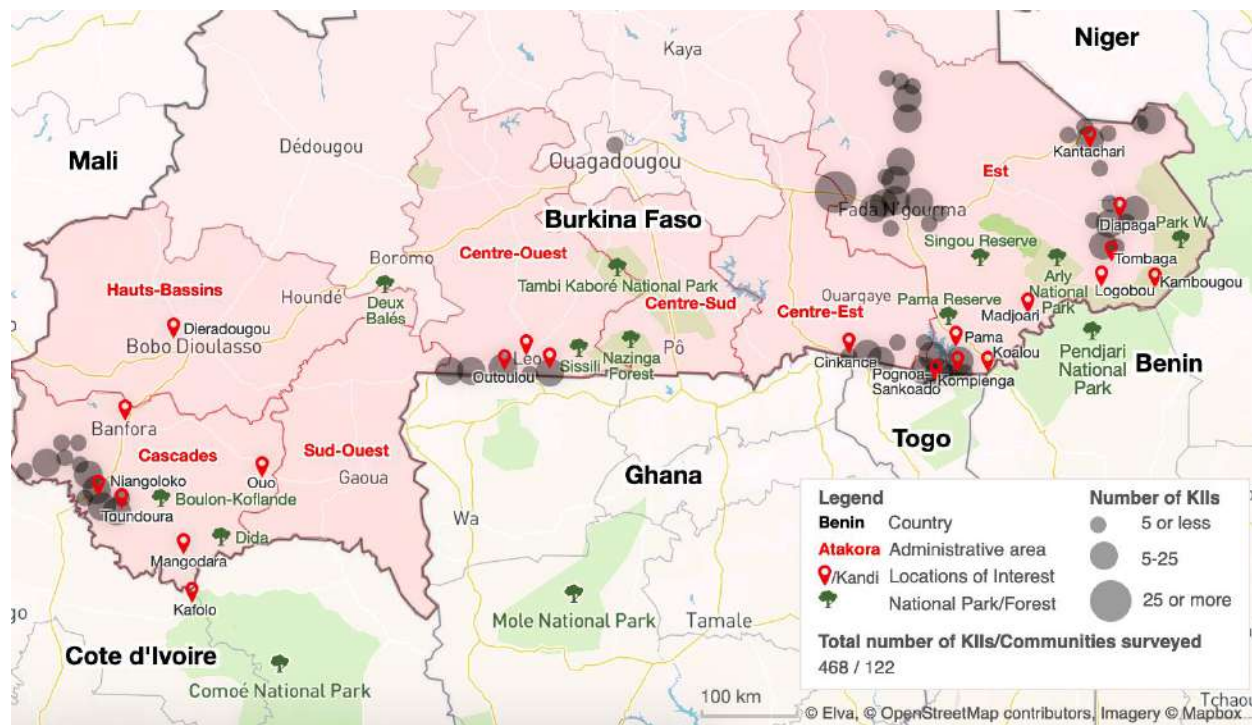 Niger
Kaya
Mali
Dédougou
Kantachari
Ouagadougou
Est
Burkina Faso
Fada N'gourma
Diapaga
Park W
Centre-Ouest
Boromo
Singou Reserve
Tombaga
Hauts-Bassins
Houndé
Tambi Kaboré National Park
Arly
National
Park
Logobou
Kambougou
Deux
Balés
Centre-Sud
Ouargaye
Pama Reserve
Madjoari
Centre-Est
Dieradougou
Bobo Dioulasso
Pama
Leo
Sissili
Nazinga
Forest
Pô
Cinkance
Koalou
Pendjari
National
Park
Benin
Outoulou
Pognoa
Sankoado
Kompienga
Banfora
Togo
Cascades
Sud-Ouest
Niangoloko
Ouo
Gaoua
Ghana
Boulon-Koflande
Toundoura
Wa
Dida
Mangodara
Kafolo
go
Mole National Park
Tamale
Cote d'Ivoire
Comoé National Park
100 km
Legend
Benin Country
Atakora Administrative area
/Kandi Locations of Interest
National Park/Forest
Number of KIIs
5 or less
5-25
25 or more
Total number of KIIs/Communities surveyed
468 / 122
Tchaou
© Elva, © OpenStreetMap contributors, Imagery © Mapbox